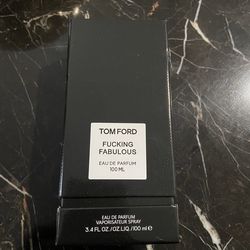 TOM FORD
FUCKING
FABULOUS
EAU DE PARFUM
100 ML
EAU DE PARFUM
VAPORISATEUR SPRAY
3.4 FL.OZ./OZ.LIQ./100 ml ℮